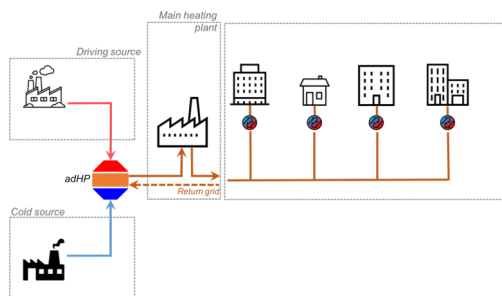 Main heating
plant
Driving source
adHP
Return grid
Cold source